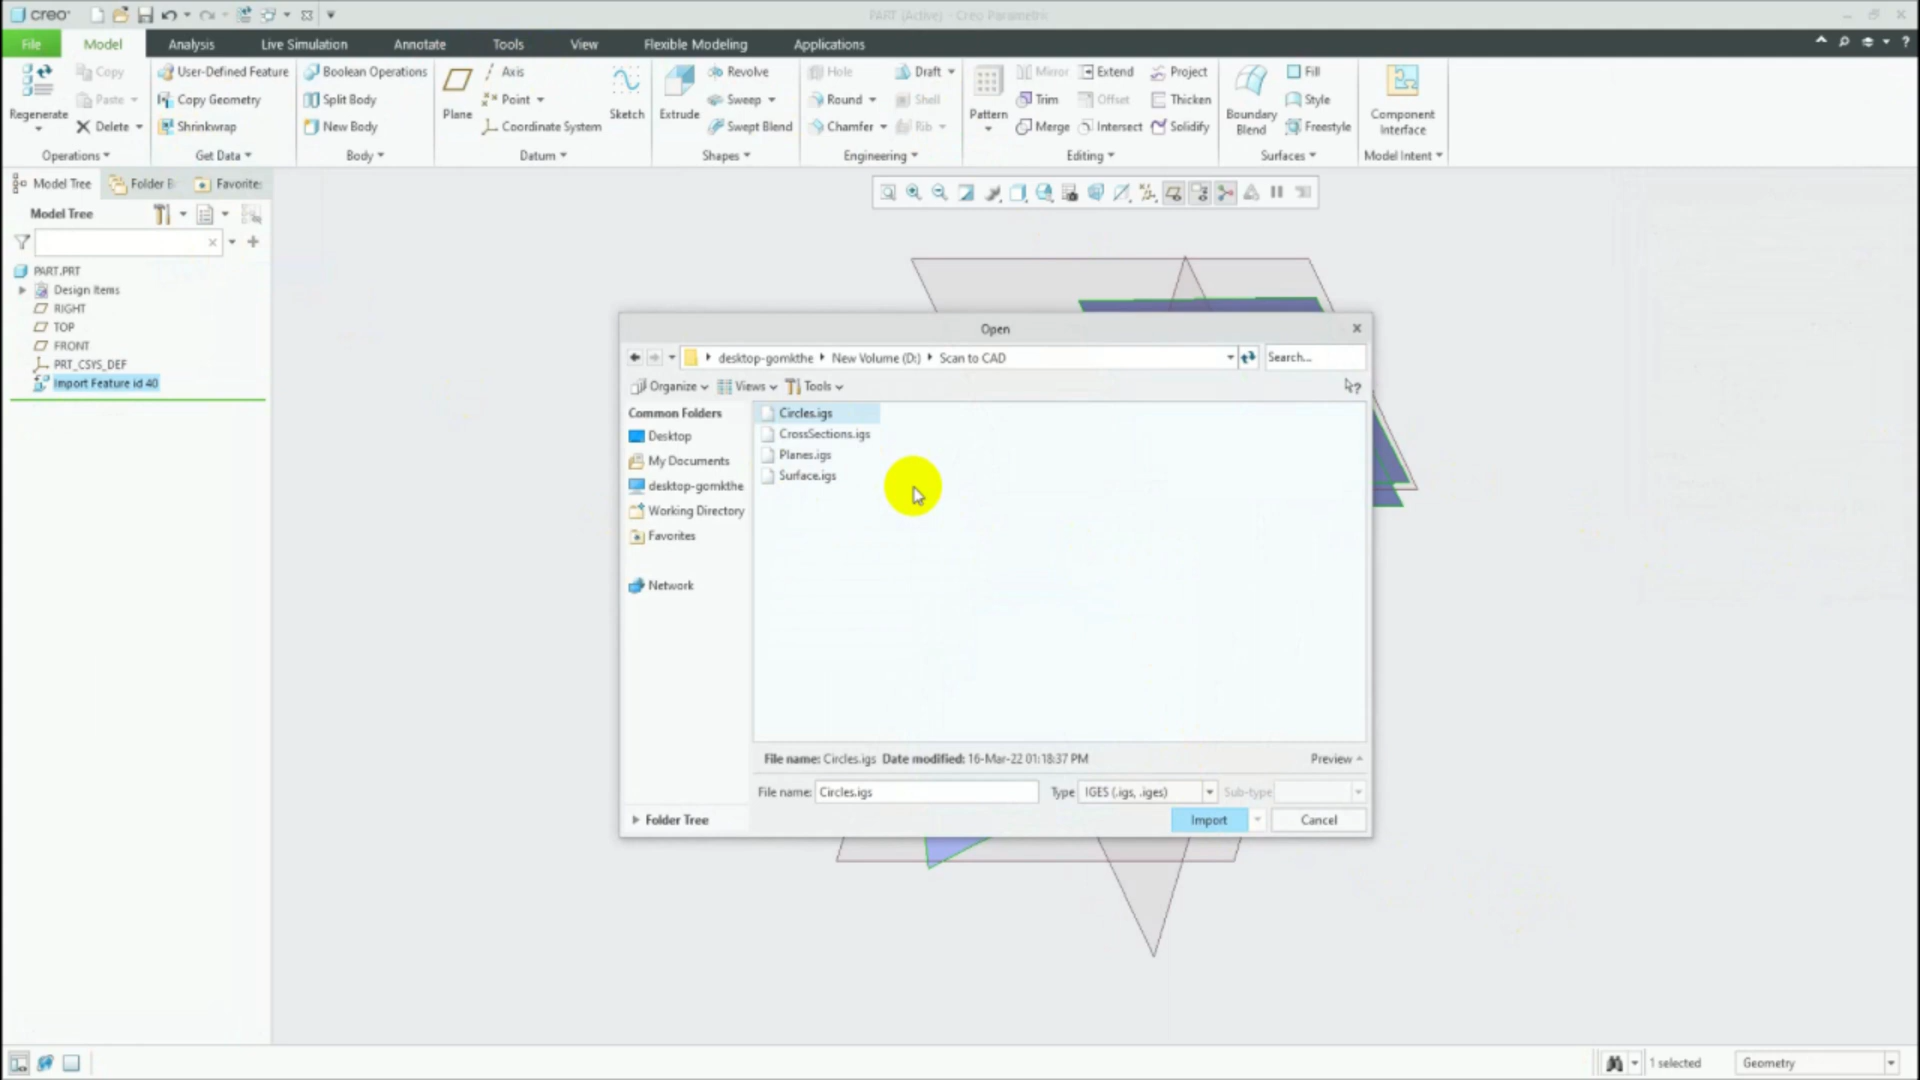 creo
PART (Active) - Creo Parametric
File Model Analysis Live Simulation Annotate Tools View Flexible Modeling Applications
Regenerate Copy Paste Delete
Operations
User-Defined Feature
Copy Geometry
Shrinkwrap
Get Data
Boolean Operations
Split Body
New Body
Body
Plane
Axis
Point
Coordinate System
Sketch
Datum
Extrude
Revolve
Sweep
Swept Blend
Shapes
Hole Draft
Round Shell
Chamfer Rib
Engineering
Pattern
Mirror Extend Project
Trim Offset Thicken
Merge Intersect Solidify
Editing
Boundary Blend
Fill
Style
Freestyle
Surfaces
Component Interface
Model Intent
Model Tree Folder B Favorite
Model Tree
PART.PRT
Design Items
RIGHT
TOP
FRONT
PRT_CSYS_DEF
Import Feature id 40
Open
desktop-gomkthe New Volume (D:) Scan to CAD
Search...
Organize Views Tools
Common Folders
Desktop
My Documents
desktop-gomkthe
Working Directory
Favorites
Network
Circles.igs
CrossSections.igs
Planes.igs
Surface.igs
File name: Circles.igs Date modified: 16-Mar-22 01:18:37 PM
Preview
File name: Circles.igs
Type IGES (.igs, .iges)
Sub-type
Folder Tree
Import
Cancel
1 selected
Geometry